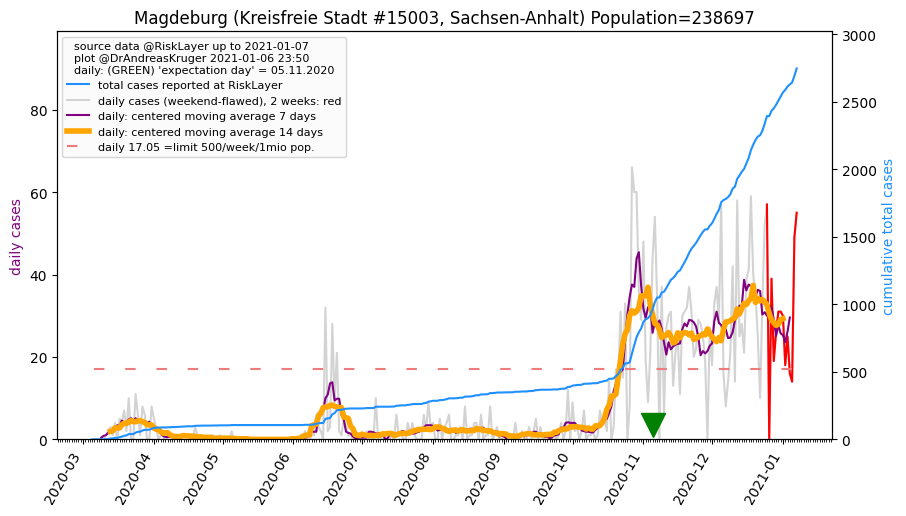 Magdeburg (Kreisfreie Stadt #15003, Sachsen-Anhalt) Population=238697
source data @RiskLayer up to 2021-01-07
plot @DrAndreasKruger 2021-01-06 23:50
daily: (GREEN) 'expectation day' = 05.11.2020
total cases reported at RiskLayer
daily cases (weekend-flawed), 2 weeks: red
daily: centered moving average 7 days
daily: centered moving average 14 days
daily 17.05 =limit 500/week/1mio pop.
daily cases
80
60
40
20
0
cumulative total cases
3000
2500
2000
1500
1000
500
0
2020-03
2020-04
2020-05
2020-06
2020-07
2020-08
2020-09
2020-10
2020-11
2020-12
2021-01